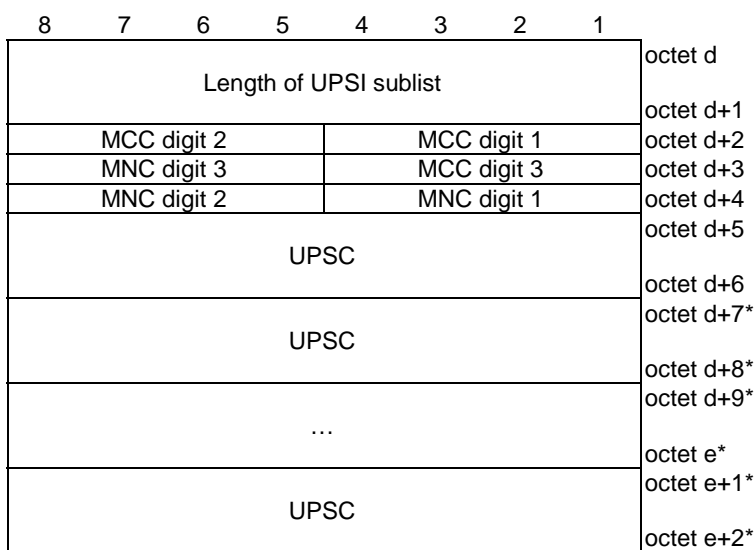 8 7 6 5 4 3 2 1
octet d
Length of UPSI sublist
octet d+1
MCC digit 2 MCC digit 1 octet d+2
MNC digit 3 MCC digit 3 octet d+3
MNC digit 2 MNC digit 1 octet d+4
octet d+5
UPSC
octet d+6
octet d+7*
UPSC
octet d+8*
octet d+9*
…
octet e*
octet e+1*
UPSC
octet e+2*